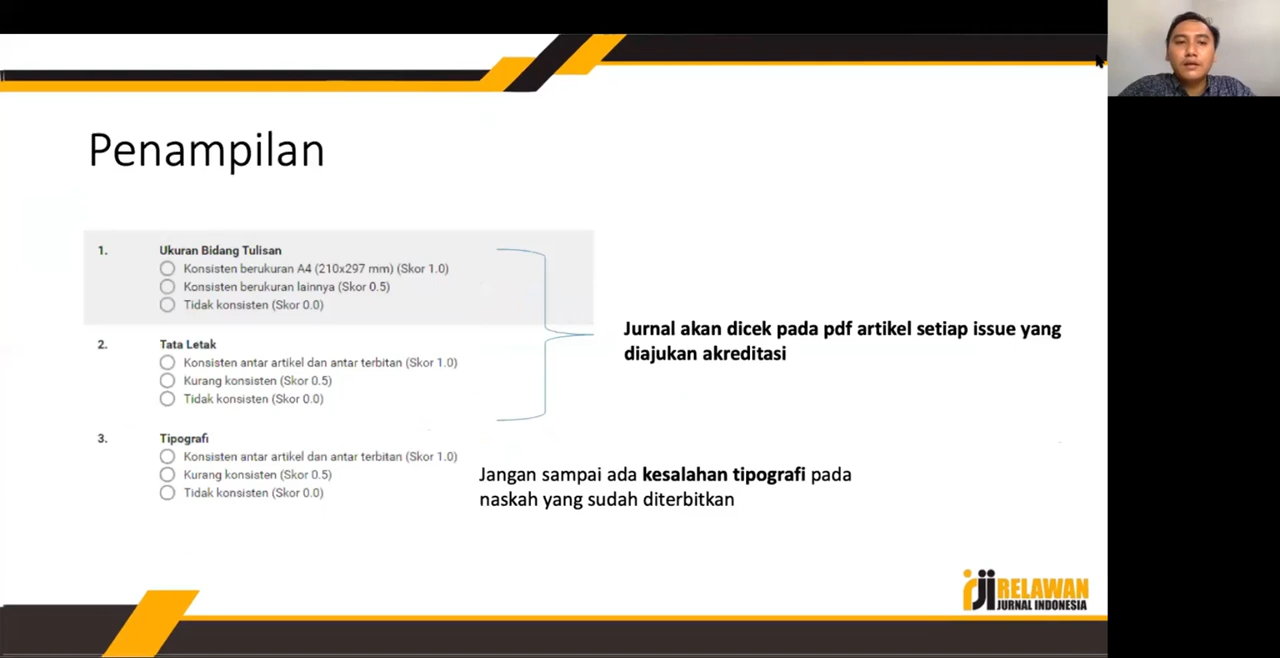 Penampilan
1. Ukuran Bidang Tulisan
Konsisten berukuran A4 (210x297 mm) (Skor 1.0)
Konsisten berukuran lainnya (Skor 0.5)
Tidak konsisten (Skor 0.0)
2. Tata Letak
Konsisten antar artikel dan antar terbitan (Skor 1.0)
Kurang konsisten (Skor 0.5)
Tidak konsisten (Skor 0.0)
3. Tipografi
Konsisten antar artikel dan antar terbitan (Skor 1.0)
Kurang konsisten (Skor 0.5)
Tidak konsisten (Skor 0.0)
Jurnal akan dicek pada pdf artikel setiap issue yang
diajukan akreditasi
Jangan sampai ada kesalahan tipografi pada
naskah yang sudah diterbitkan
rji RELAWAN
JURNAL INDONESIA